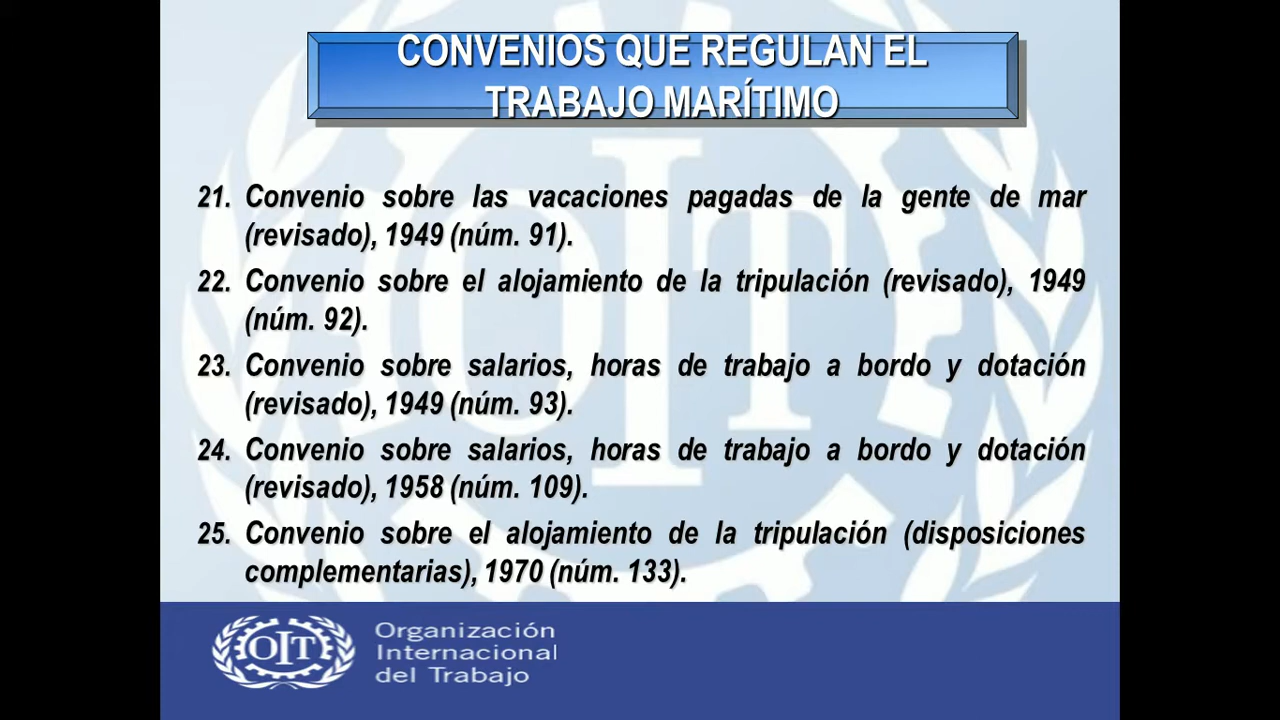 CONVENIOS QUE REGULAN EL
TRABAJO MARÍTIMO
21. Convenio sobre las vacaciones pagadas de la gente de mar
(revisado), 1949 (núm. 91).
22. Convenio sobre el alojamiento de la tripulación (revisado), 1949
(núm. 92).
23. Convenio sobre salarios, horas de trabajo a bordo y dotación
(revisado), 1949 (núm. 93).
24. Convenio sobre salarios, horas de trabajo a bordo y dotación
(revisado), 1958 (núm. 109).
25. Convenio sobre el alojamiento de la tripulación (disposiciones
complementarias), 1970 (núm. 133).
OIT
OIT
Organización
Internacional
del Trabajo